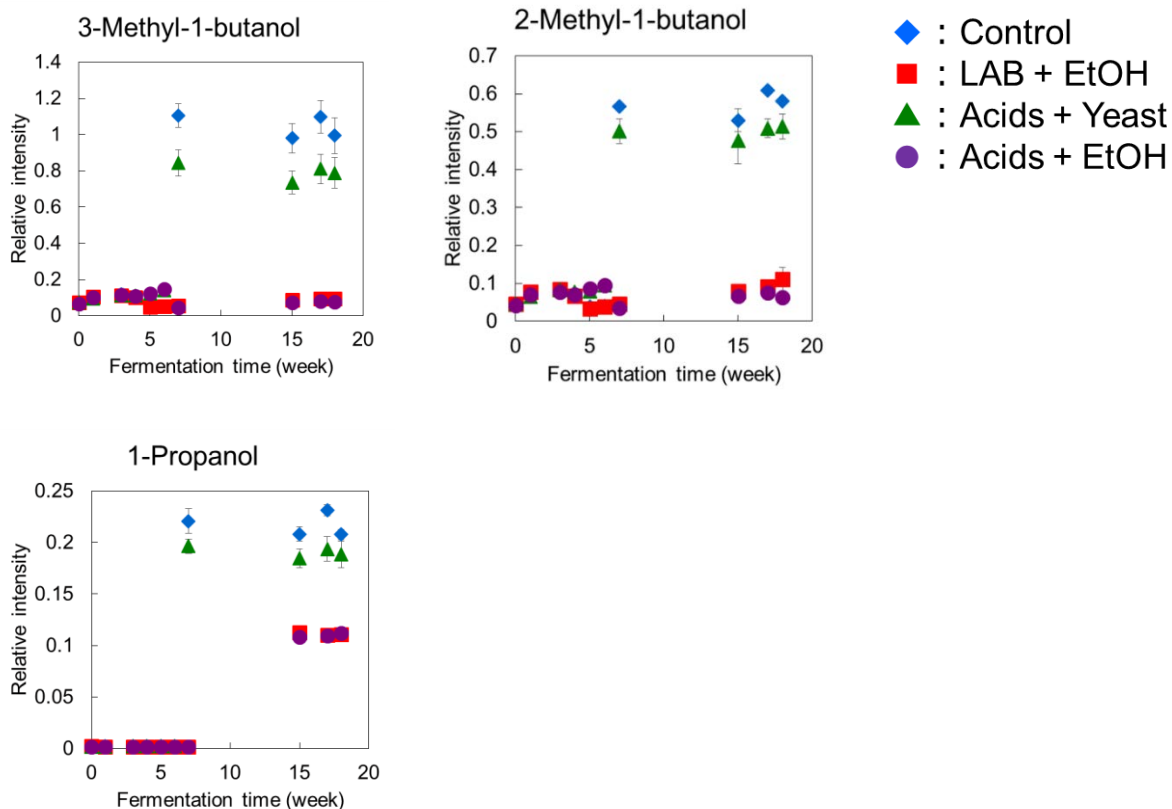 3-Methyl-1-butanol
1.4
1.2
1
0.8
0.6
0.4
0.2
0
Relative intensity
0 5 10 15 20
Fermentation time (week)
2-Methyl-1-butanol
0.7
0.6
0.5
0.4
0.3
0.2
0.1
0
Relative intensity
0 5 10 15 20
Fermentation time (week)
: Control
: LAB + EtOH
: Acids + Yeast
: Acids + EtOH
1-Propanol
0.25
0.2
0.15
0.1
0.05
0
Relative intensity
0 5 10 15 20
Fermentation time (week)